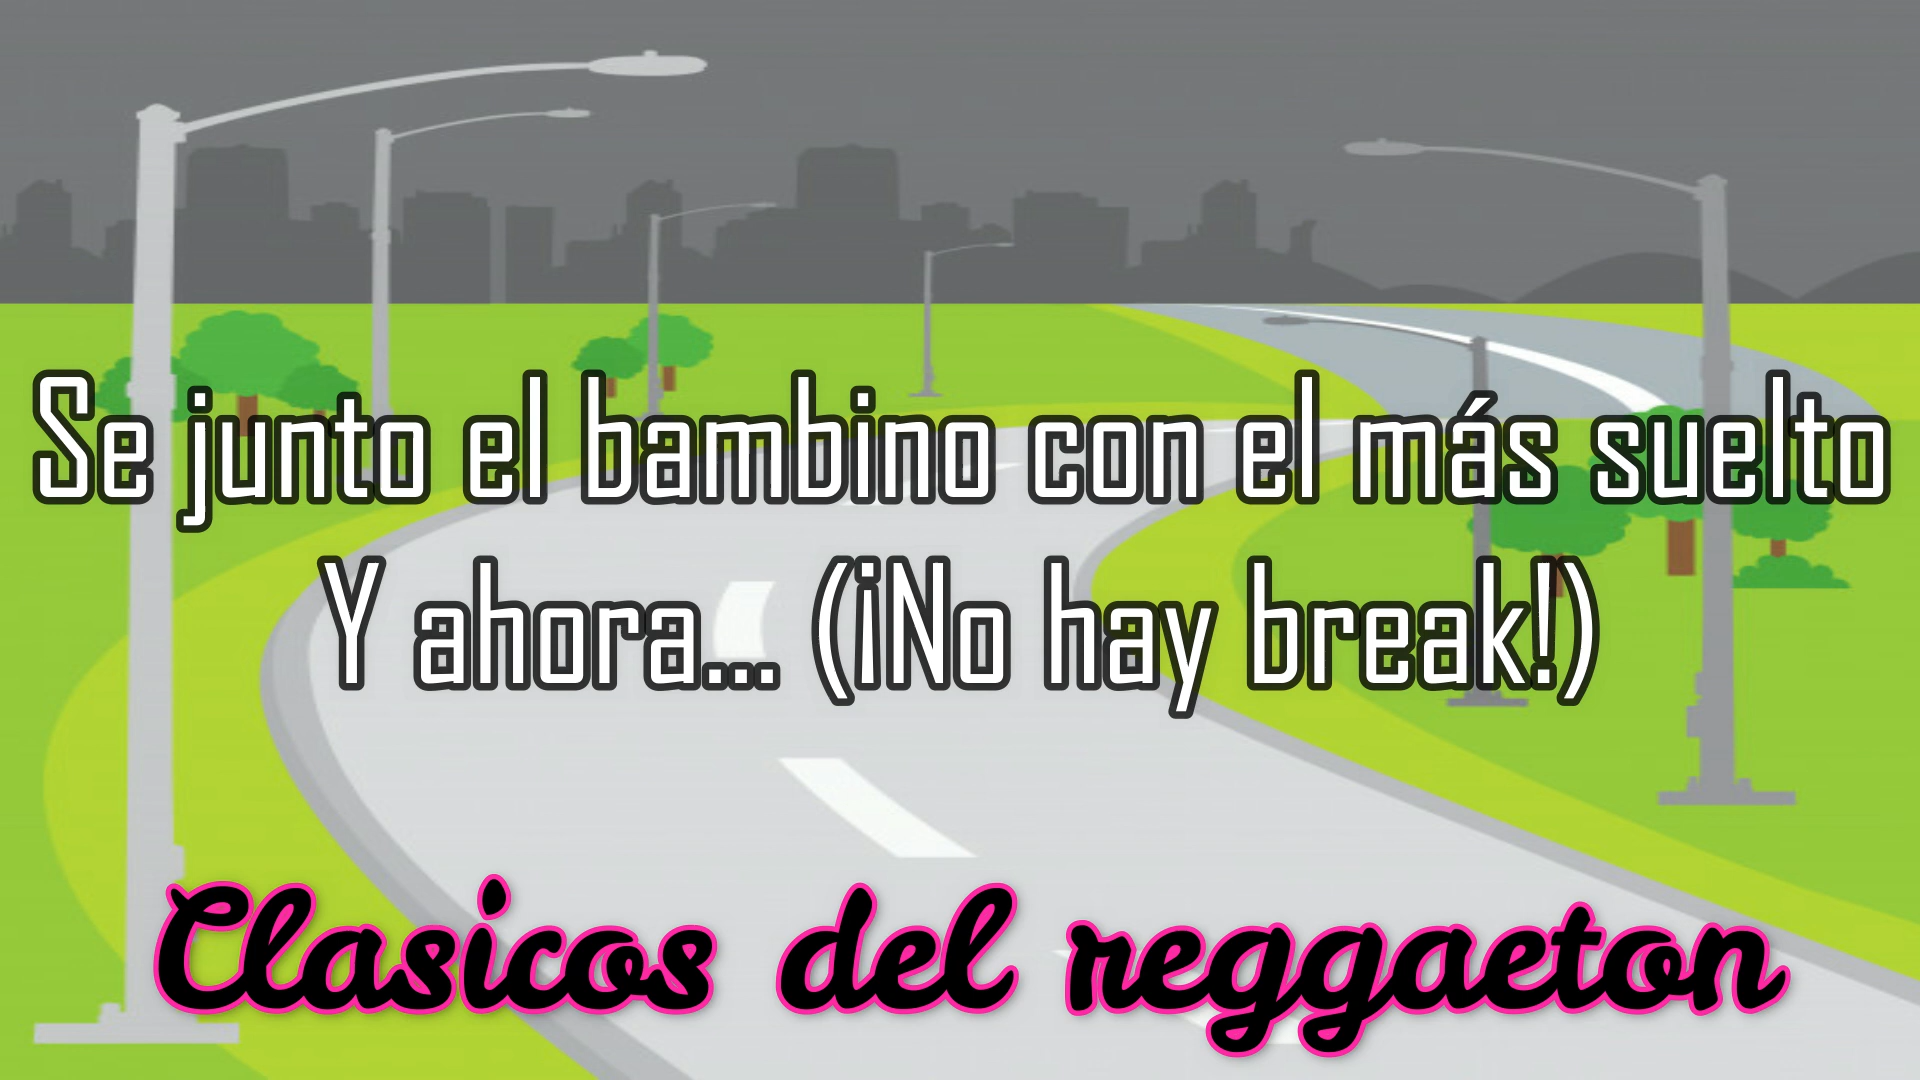 Se junto el bambino con el más suelto
Y ahora... (¡No hay break!)
Clasicos del reggaeton